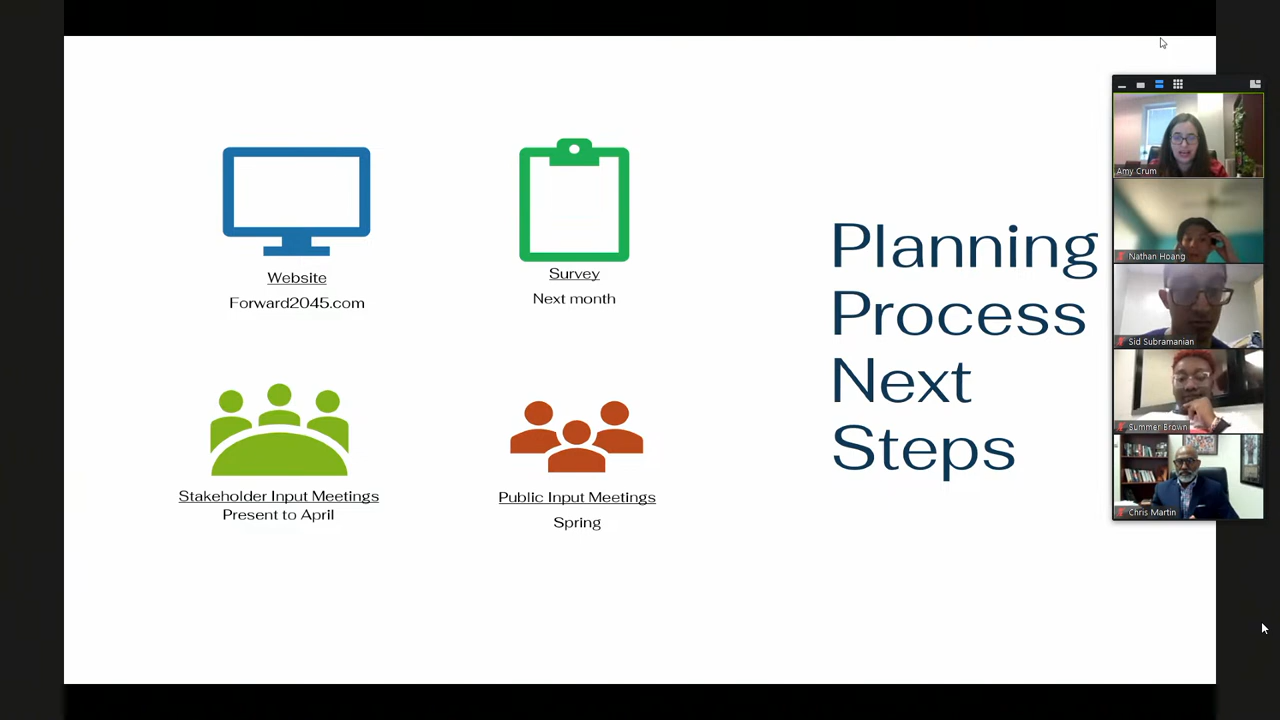 Website
Forward2045.com
Survey
Next month
Stakeholder Input Meetings
Present to April
Public Input Meetings
Spring
Planning
Process
Next
Steps
Amy Crum
Nathan Hoang
Sid Subramanian
Summer Brown
Chris Martin